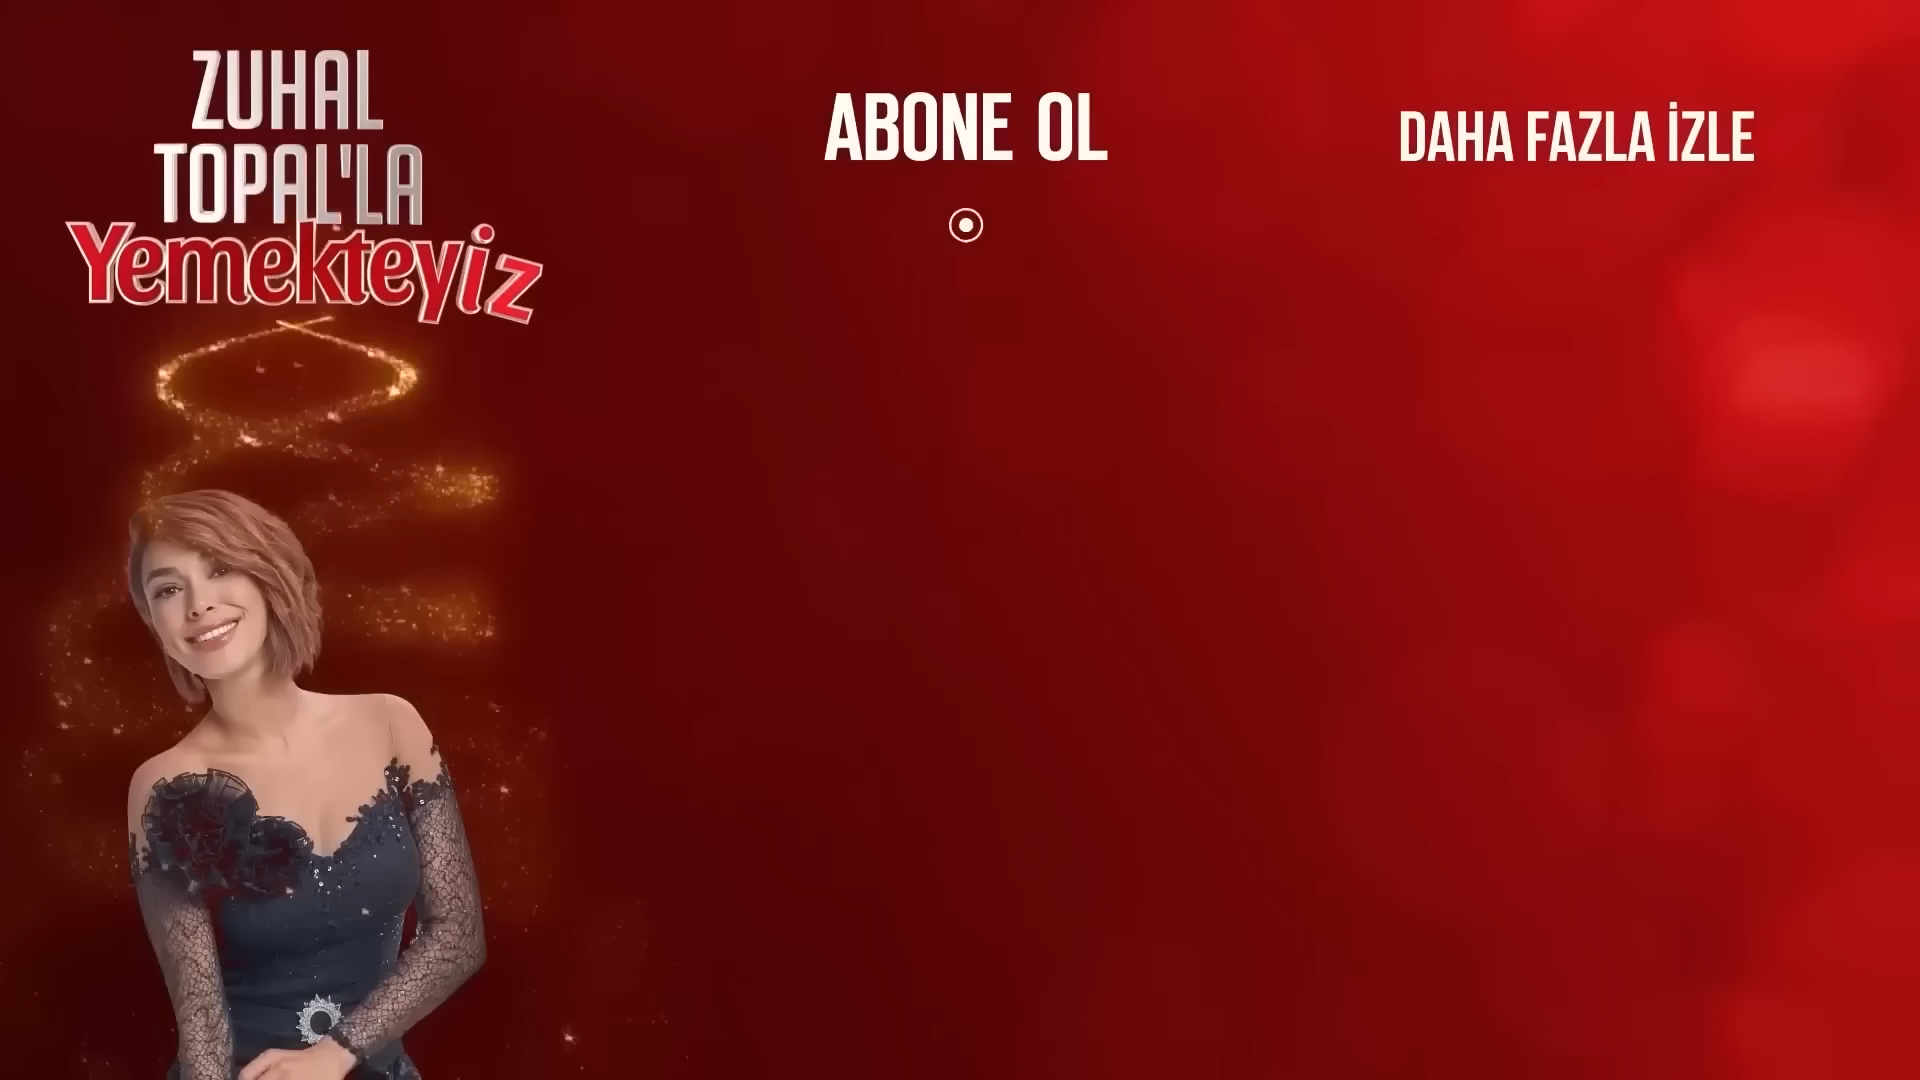 ZUHAL
TOPAL'LA
Yemekteyiz
ABONE OL
DAHA FAZLA İZLE